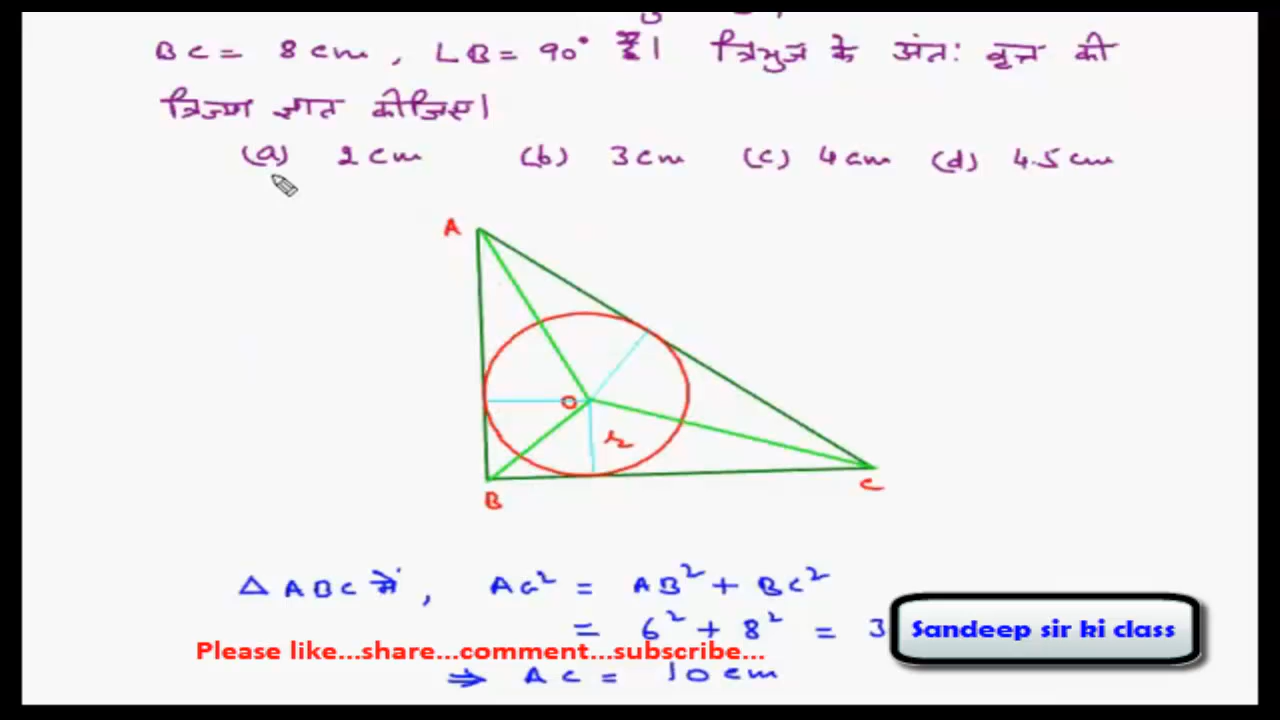 BC = 8 cm, ∠B = 90° है। त्रिभुज के अंतः वृत्त की
त्रिज्या ज्ञात कीजिए।
(a) 2 cm (b) 3 cm (c) 4 cm (d) 4.5 cm
A
O
r
B
C
△ ABC में, AC² = AB² + BC²
= 6² + 8² = 3
Sandeep sir ki class
Please like...share...comment...subscribe...
⇒ AC = 10 cm